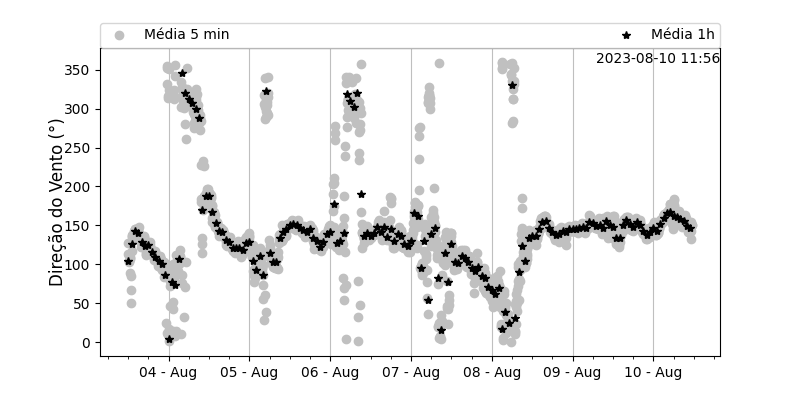 Média 5 min
Média 1h
2023-08-10 11:56
Direção do Vento (°)
350
300
250
200
150
100
50
0
04 - Aug
05 - Aug
06 - Aug
07 - Aug
08 - Aug
09 - Aug
10 - Aug